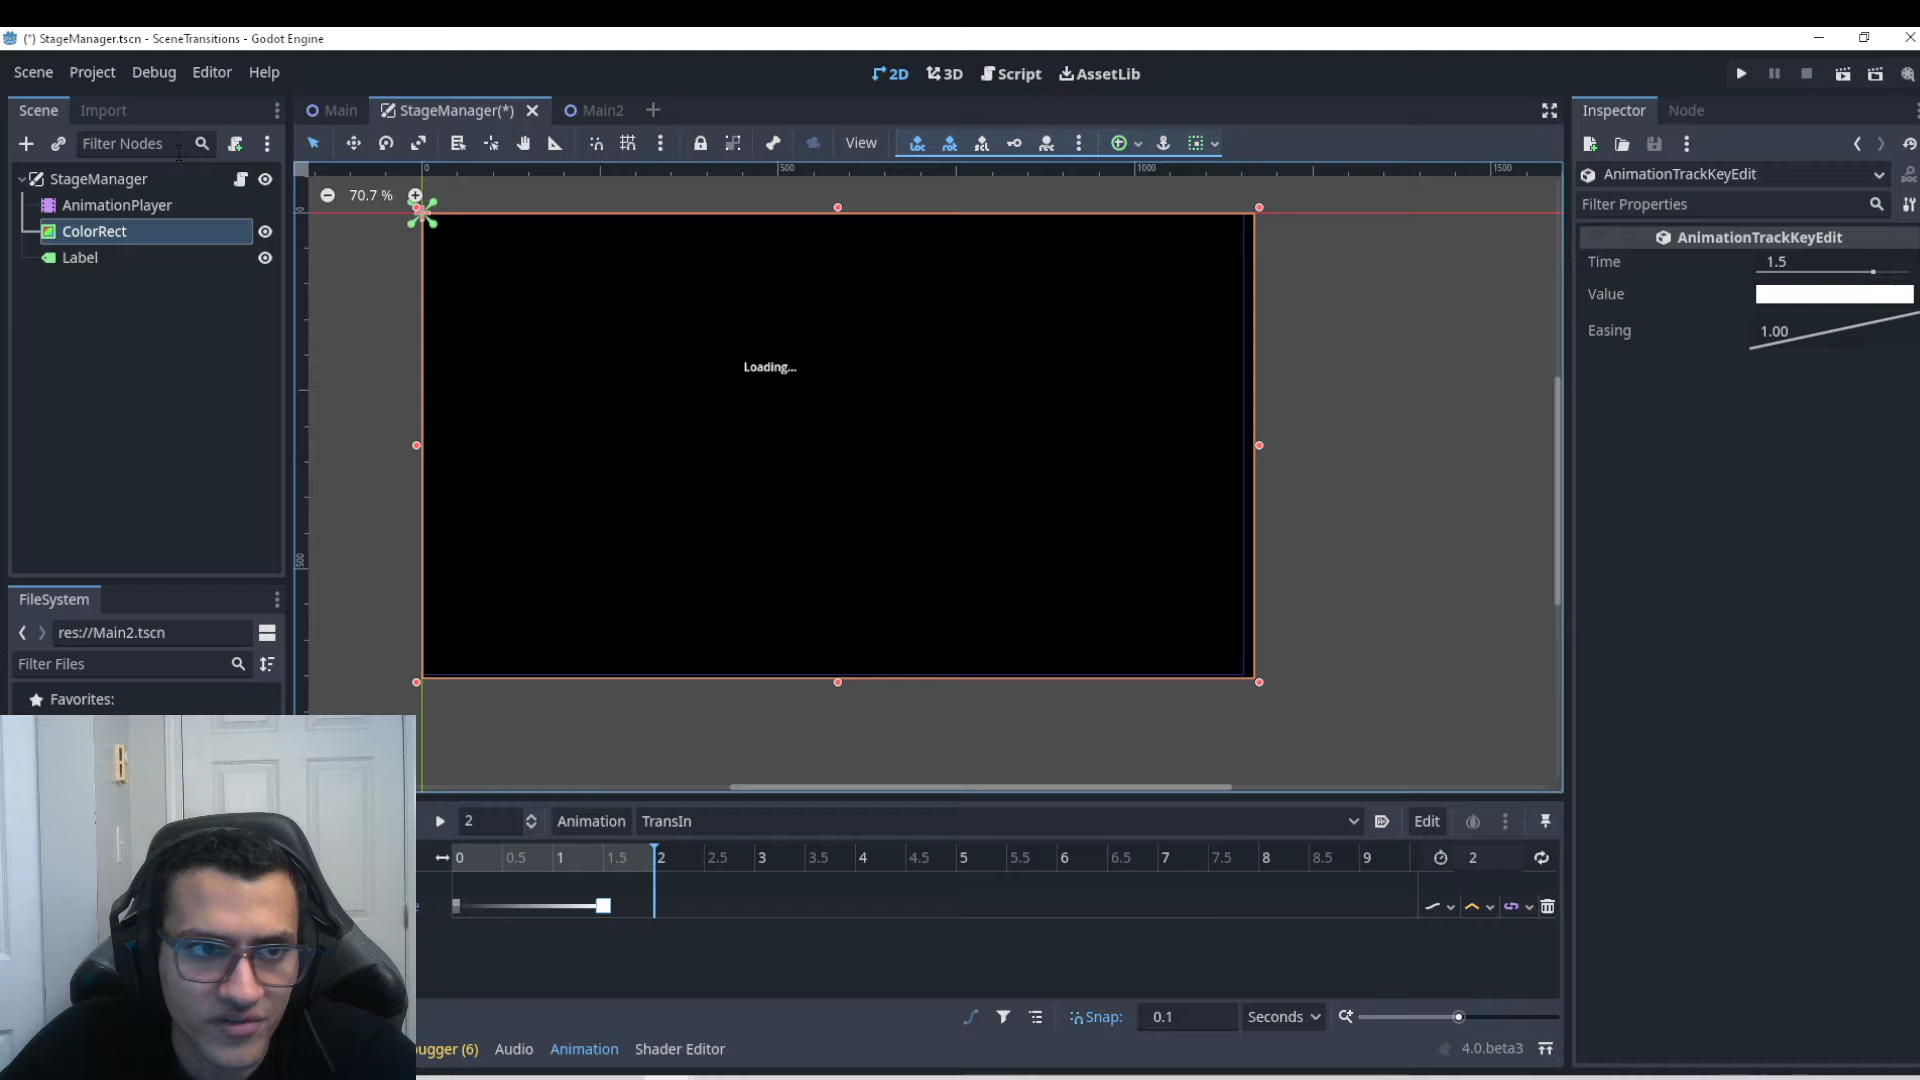 (*) StageManager.tscn - SceneTransitions - Godot Engine
Scene Project Debug Editor Help
2D 3D Script AssetLib
Scene Import
Main StageManager(*) Main2
Inspector Node
Filter Nodes
View
StageManager
AnimationPlayer
ColorRect
Label
0 500 1000 1500
70.7 %
0
500
Loading...
AnimationTrackKeyEdit
Filter Properties
AnimationTrackKeyEdit
Time 1.5
Value
Easing 1.00
FileSystem
res://Main2.tscn
Filter Files
Favorites:
2 Animation TransIn Edit
0 0.5 1 1.5 2 2.5 3 3.5 4 4.5 5 5.5 6 6.5 7 7.5 8 8.5 9 2
Snap: 0.1 Seconds
bugger (6) Audio Animation Shader Editor 4.0.beta3